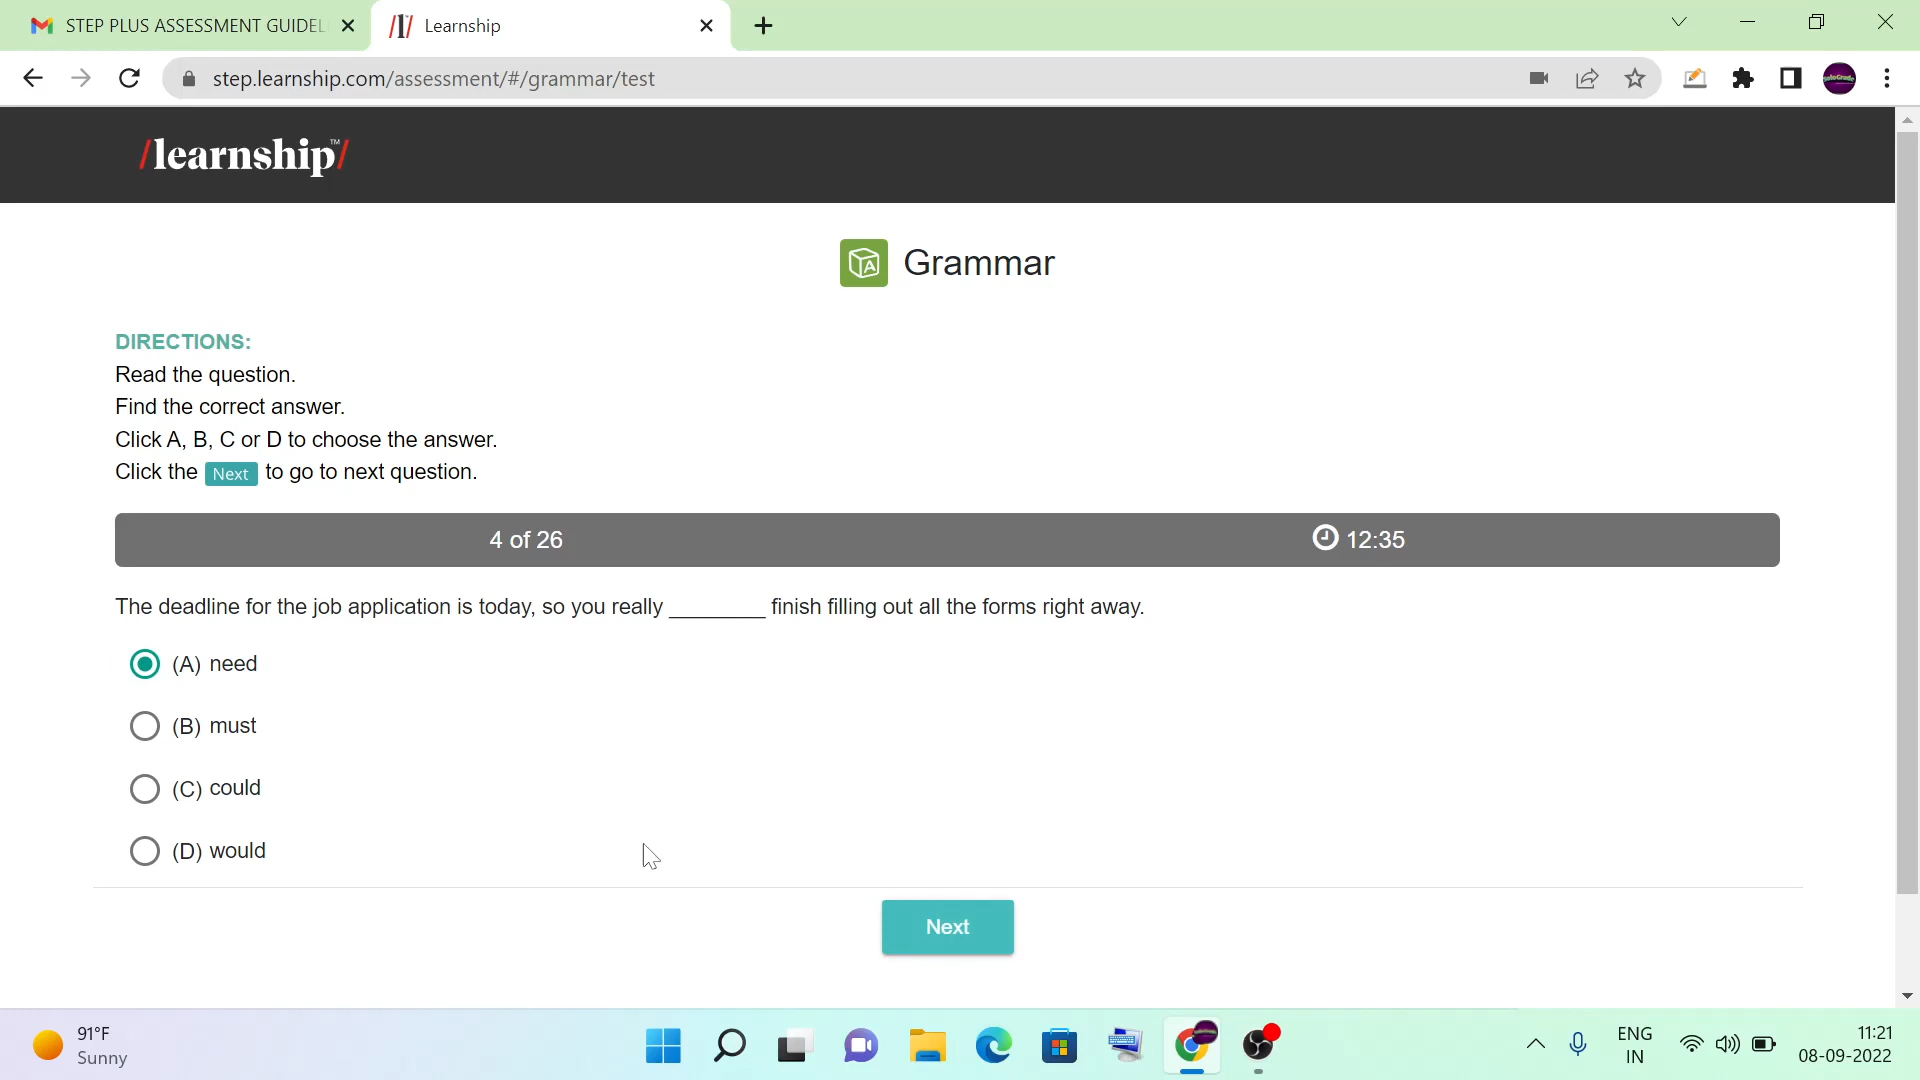 STEP PLUS ASSESSMENT GUIDEL
Learnship
step.learnship.com/assessment/#/grammar/test
/learnship™/
Grammar
DIRECTIONS:
Read the question.
Find the correct answer.
Click A, B, C or D to choose the answer.
Click the Next to go to next question.
4 of 26
12:35
The deadline for the job application is today, so you really ________ finish filling out all the forms right away.
(A) need
(B) must
(C) could
(D) would
Next
91°F
Sunny
ENG
IN
11:21
08-09-2022